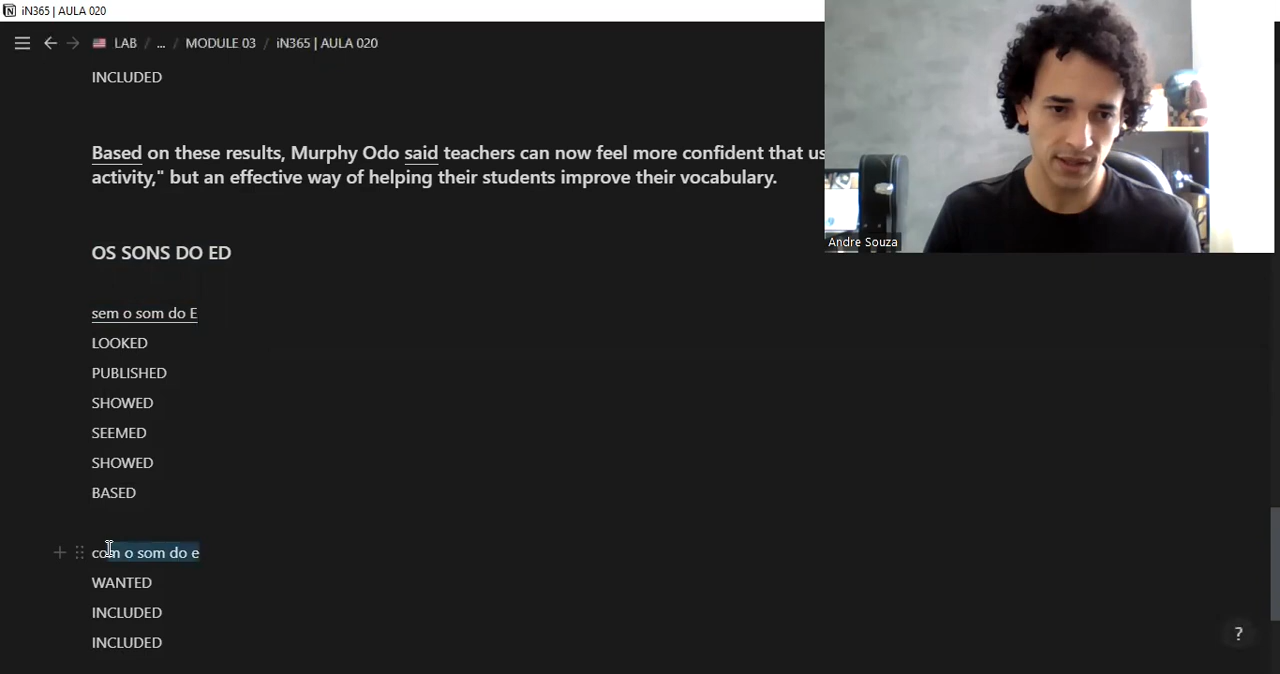 iN365 | AULA 020
LAB / ... / MODULE 03 / iN365 | AULA 020
INCLUDED
Based on these results, Murphy Odo said teachers can now feel more confident that us
activity," but an effective way of helping their students improve their vocabulary.
Andre Souza
OS SONS DO ED
sem o som do E
LOOKED
PUBLISHED
SHOWED
SEEMED
SHOWED
BASED
com o som do e
WANTED
INCLUDED
INCLUDED
?